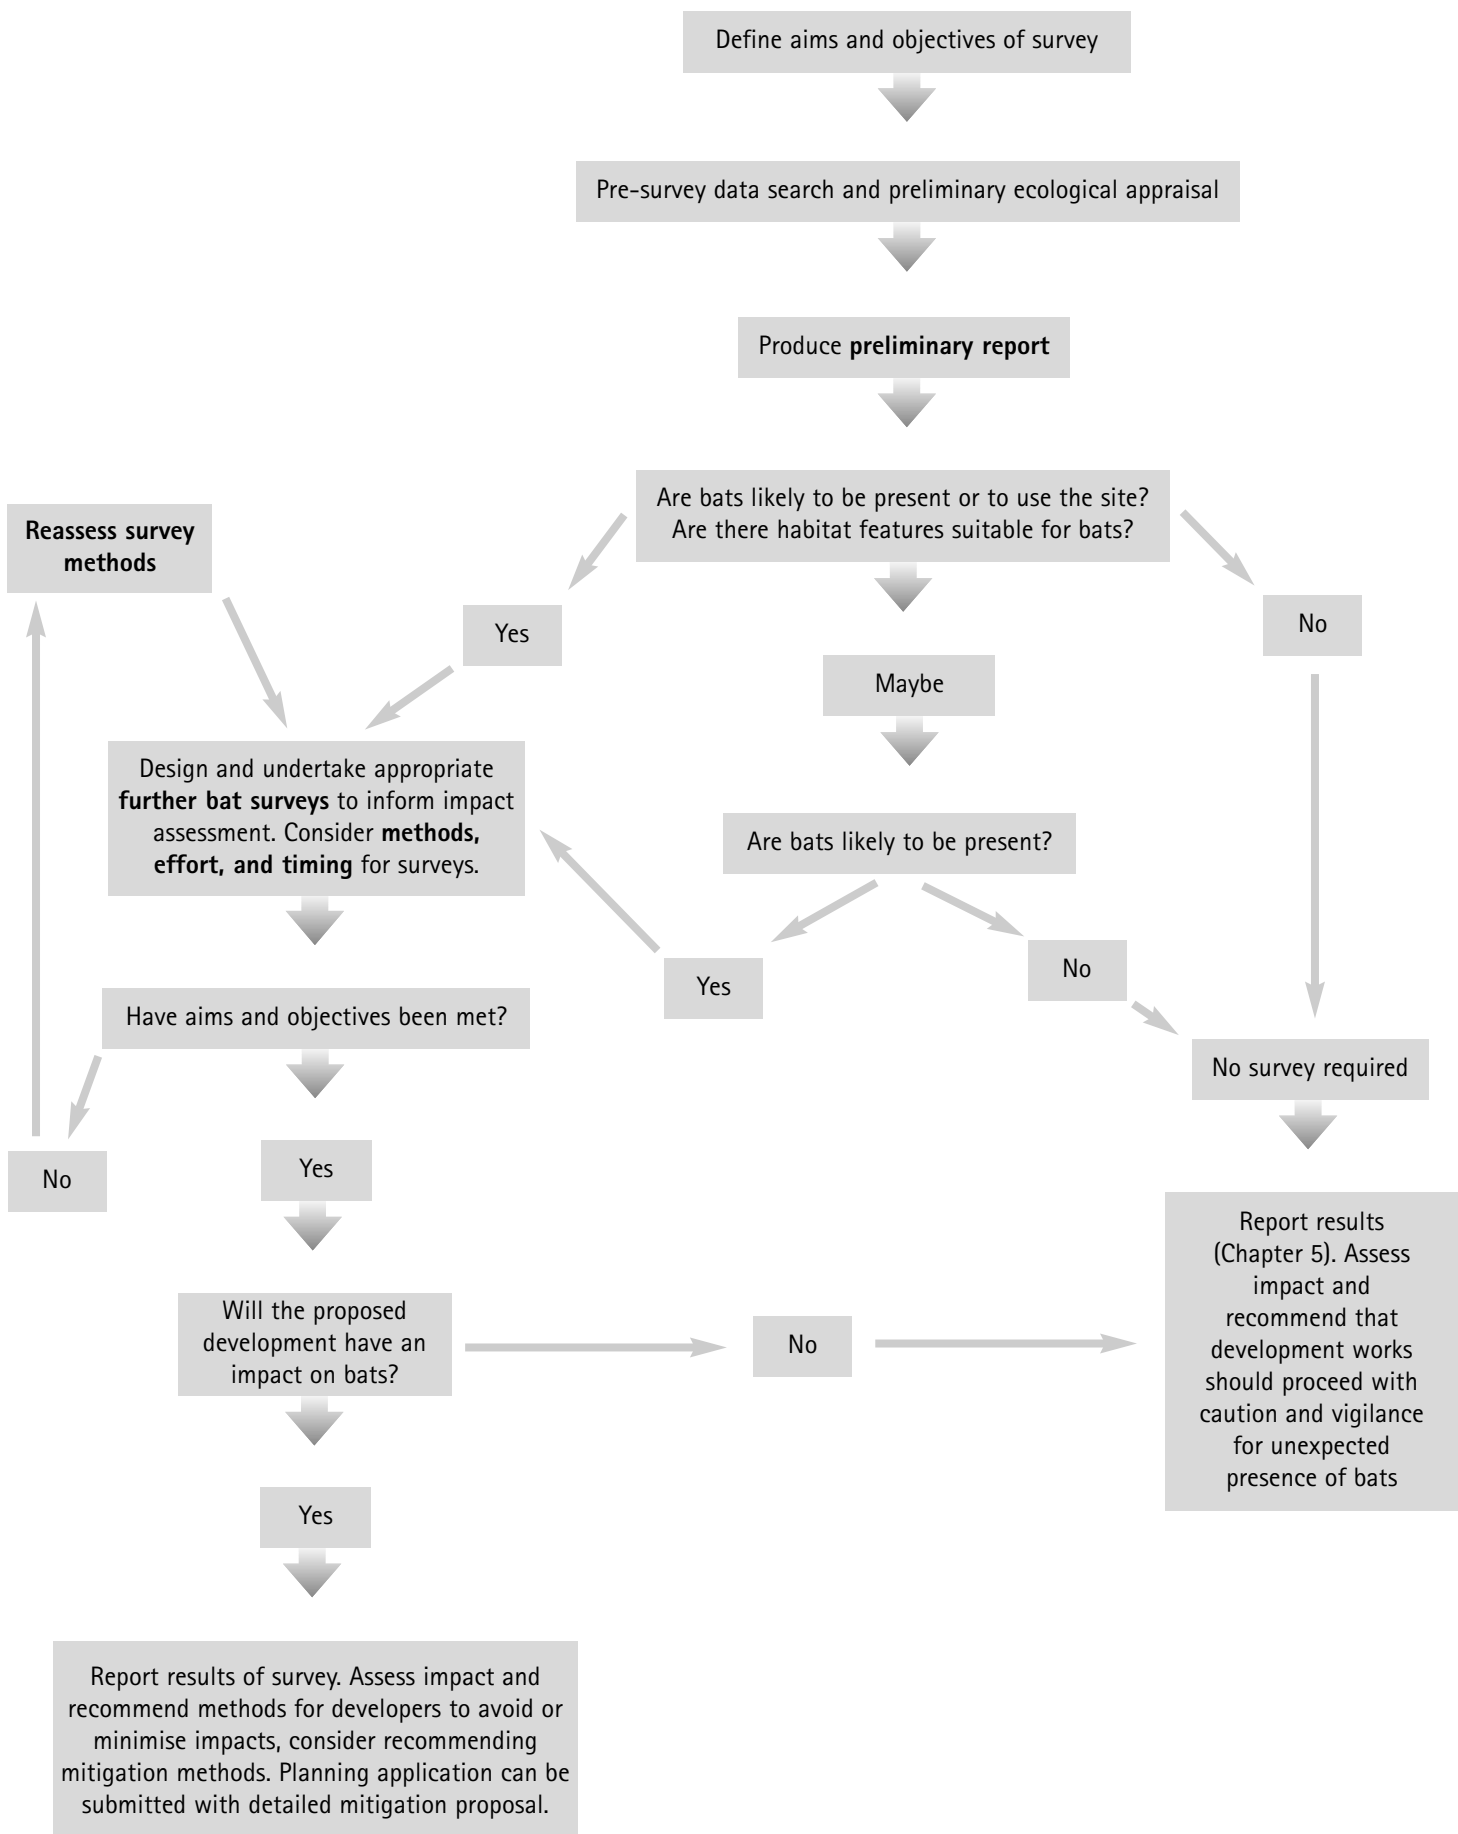 Define aims and objectives of survey
Pre-survey data search and preliminary ecological appraisal
Produce preliminary report
Are bats likely to be present or to use the site?
Are there habitat features suitable for bats?
Reassess survey
methods
Yes
No
Maybe
Design and undertake appropriate
further bat surveys to inform impact
assessment. Consider methods,
effort, and timing for surveys.
Are bats likely to be present?
Yes
No
Have aims and objectives been met?
No survey required
No
Yes
Report results
(Chapter 5). Assess
impact and
recommend that
development works
should proceed with
caution and vigilance
for unexpected
presence of bats
Will the proposed
development have an
impact on bats?
No
Yes
Report results of survey. Assess impact and
recommend methods for developers to avoid or
minimise impacts, consider recommending
mitigation methods. Planning application can be
submitted with detailed mitigation proposal.